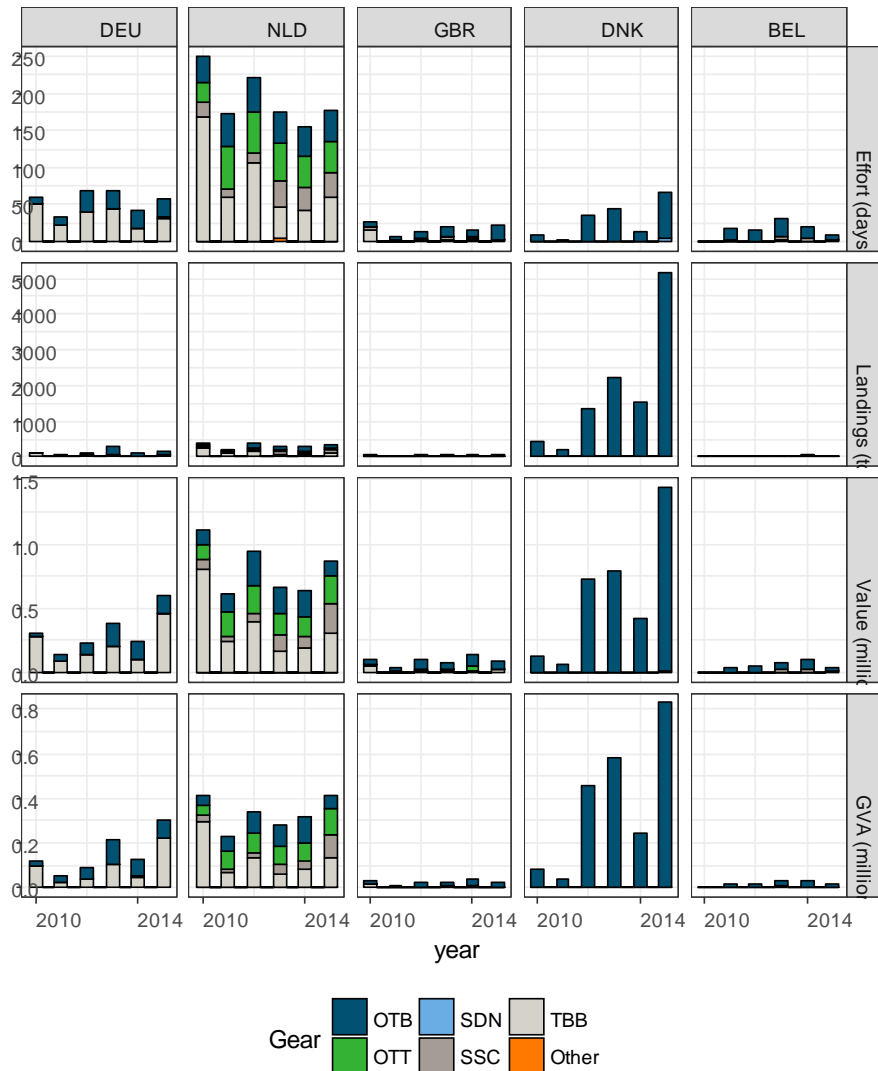 DEU NLD GBR DNK BEL
250
200
150
100
50
0
Effort (days
5000
4000
3000
2000
1000
0
Landings (to
1.5
1.0
0.5
0.0
Value (millio
0.8
0.6
0.4
0.2
0.0
GVA (million
2010 2014 2010 2014 2010 2014 2010 2014 2010 2014
year
Gear
OTB SDN TBB
OTT SSC Other